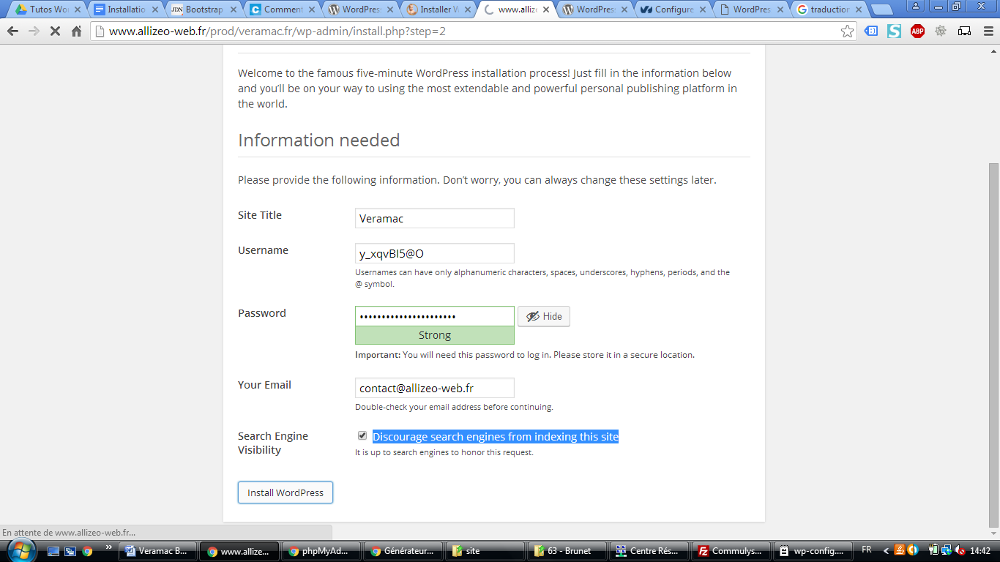 Tutos Wo
Installatio
JDN Bootstrap
C Comment
WordPress
Installer W
www.alliz
WordPress
Configure
WordPres
traduction
www.allizeo-web.fr/prod/veramac.fr/wp-admin/install.php?step=2
S
ABP
Welcome to the famous five-minute WordPress installation process! Just fill in the information below
and you’ll be on your way to using the most extendable and powerful personal publishing platform in
the world.
Information needed
Please provide the following information. Don’t worry, you can always change these settings later.
Site Title
Veramac
Username
y_xqvBI5@O
Usernames can have only alphanumeric characters, spaces, underscores, hyphens, periods, and the
@ symbol.
Password
••••••••••••••••••••••
Hide
Strong
Important: You will need this password to log in. Please store it in a secure location.
Your Email
contact@allizeo-web.fr
Double-check your email address before continuing.
Search Engine
Visibility
Discourage search engines from indexing this site
It is up to search engines to honor this request.
Install WordPress
En attente de www.allizeo-web.fr...
Veramac B...
www.allize...
phpMyAd...
Générateur...
site
63 - Brunet
Centre Rés...
Commulys...
wp-config....
FR
14:42